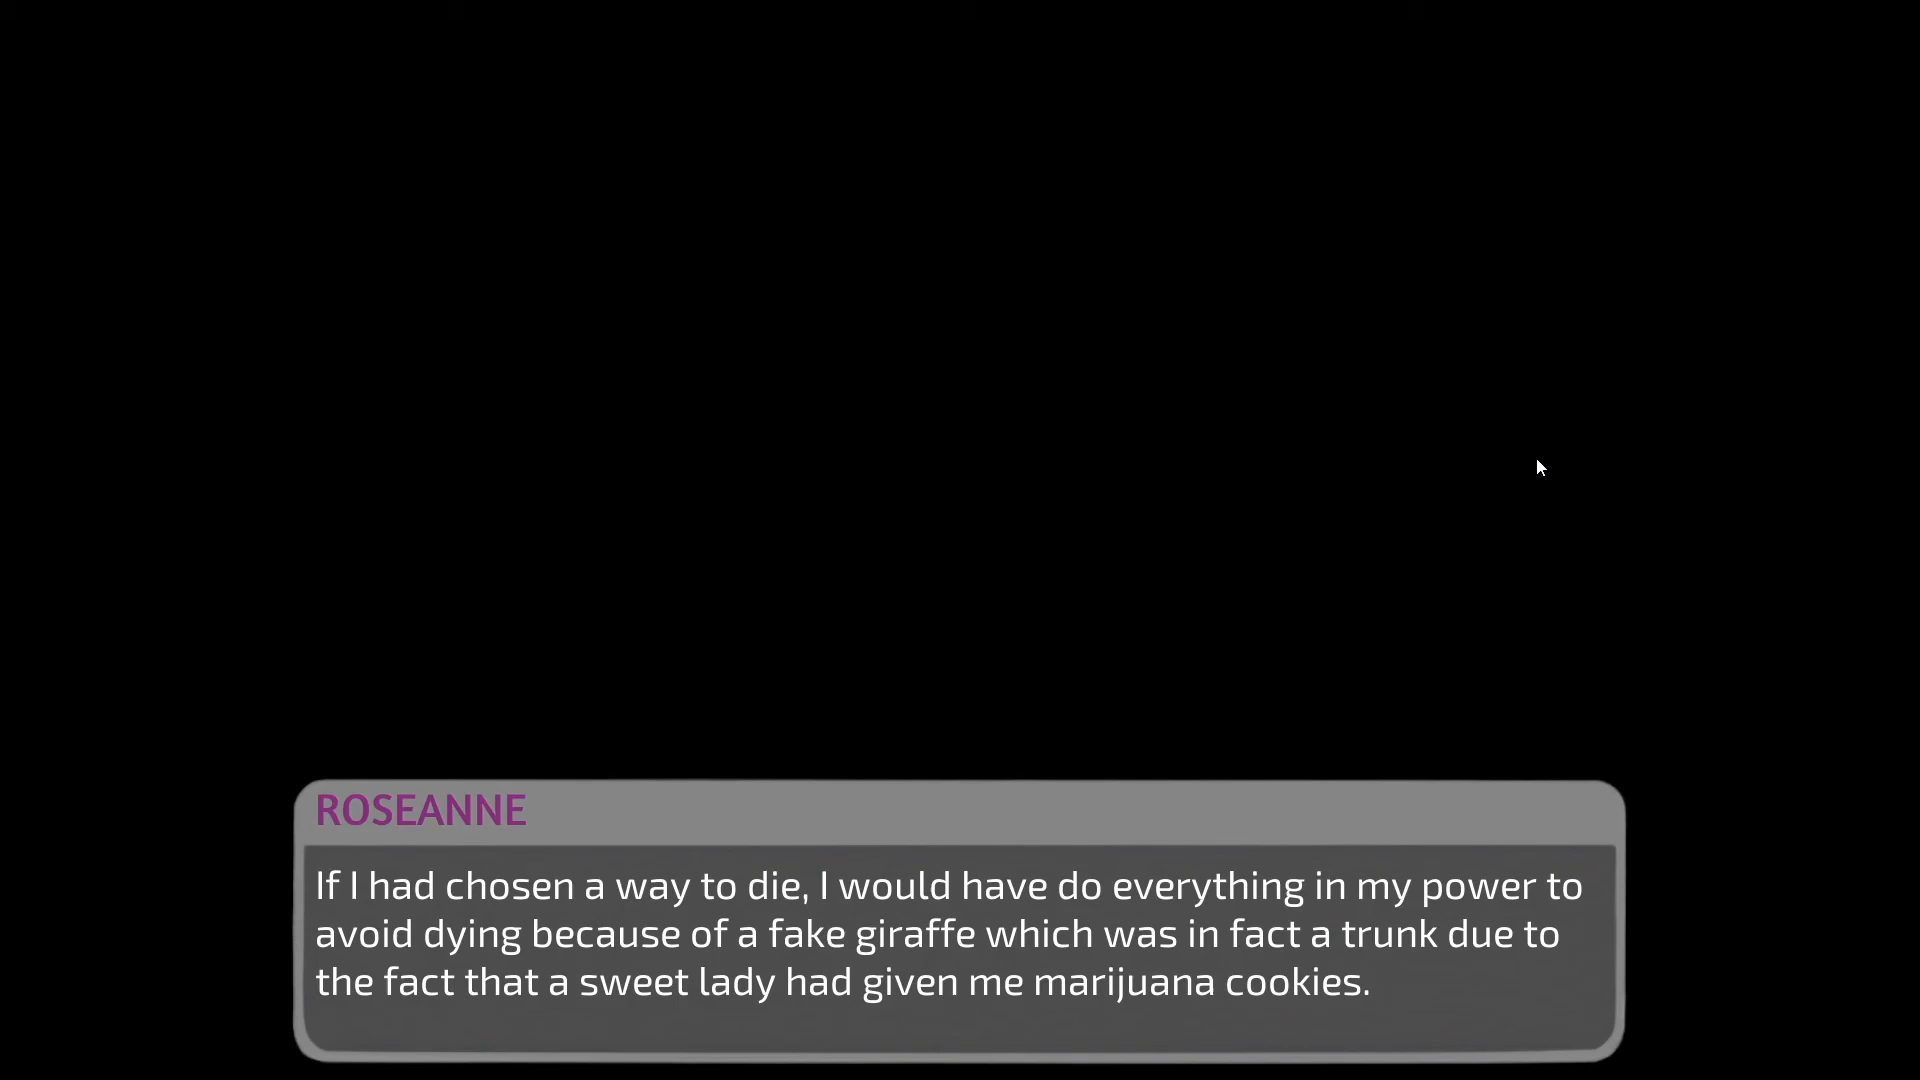 ROSEANNE
If I had chosen a way to die, I would have do everything in my power to
avoid dying because of a fake giraffe which was in fact a trunk due to
the fact that a sweet lady had given me marijuana cookies.